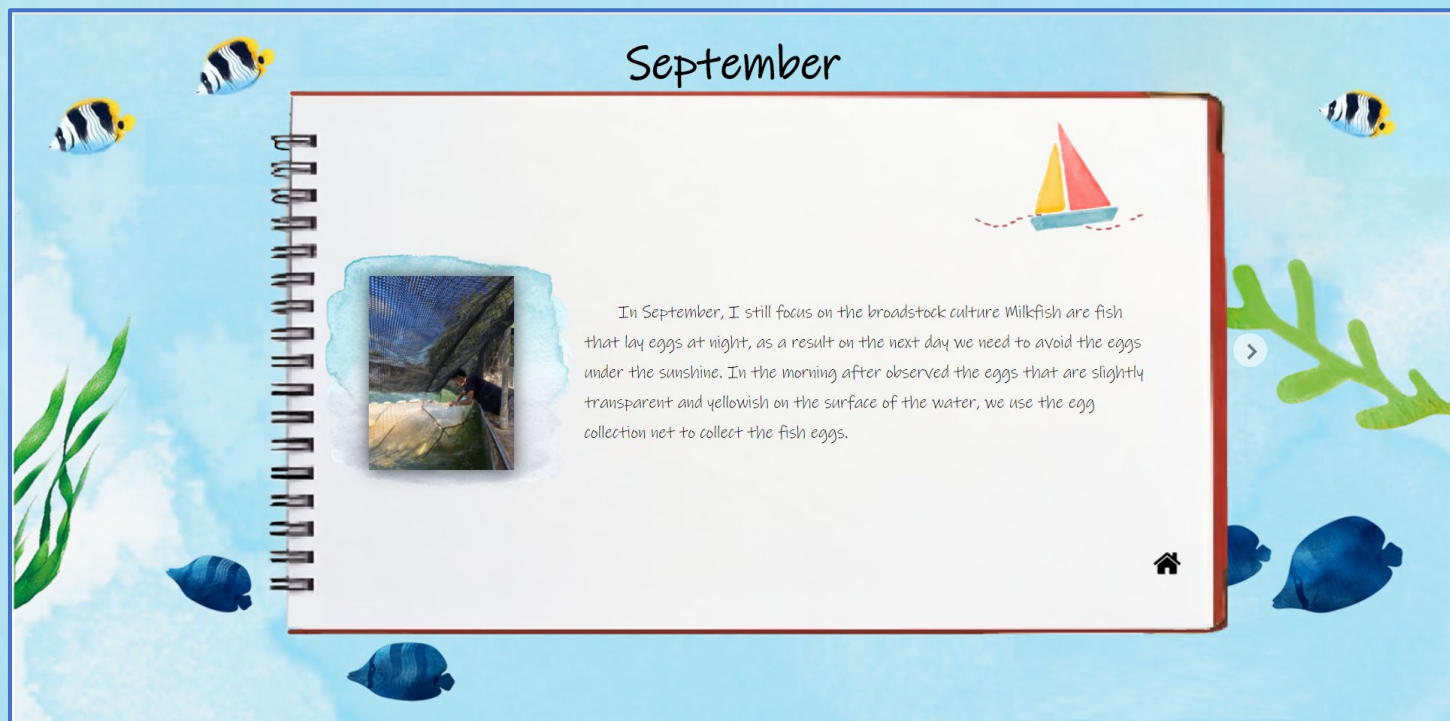 September
In September, I still focus on the broadstock culture Milkfish are fish
that lay eggs at night, as a result on the next day we need to avoid the eggs
under the sunshine. In the morning after observed the eggs that are slightly
transparent and yellowish on the surface of the water, we use the egg
collection net to collect the fish eggs.